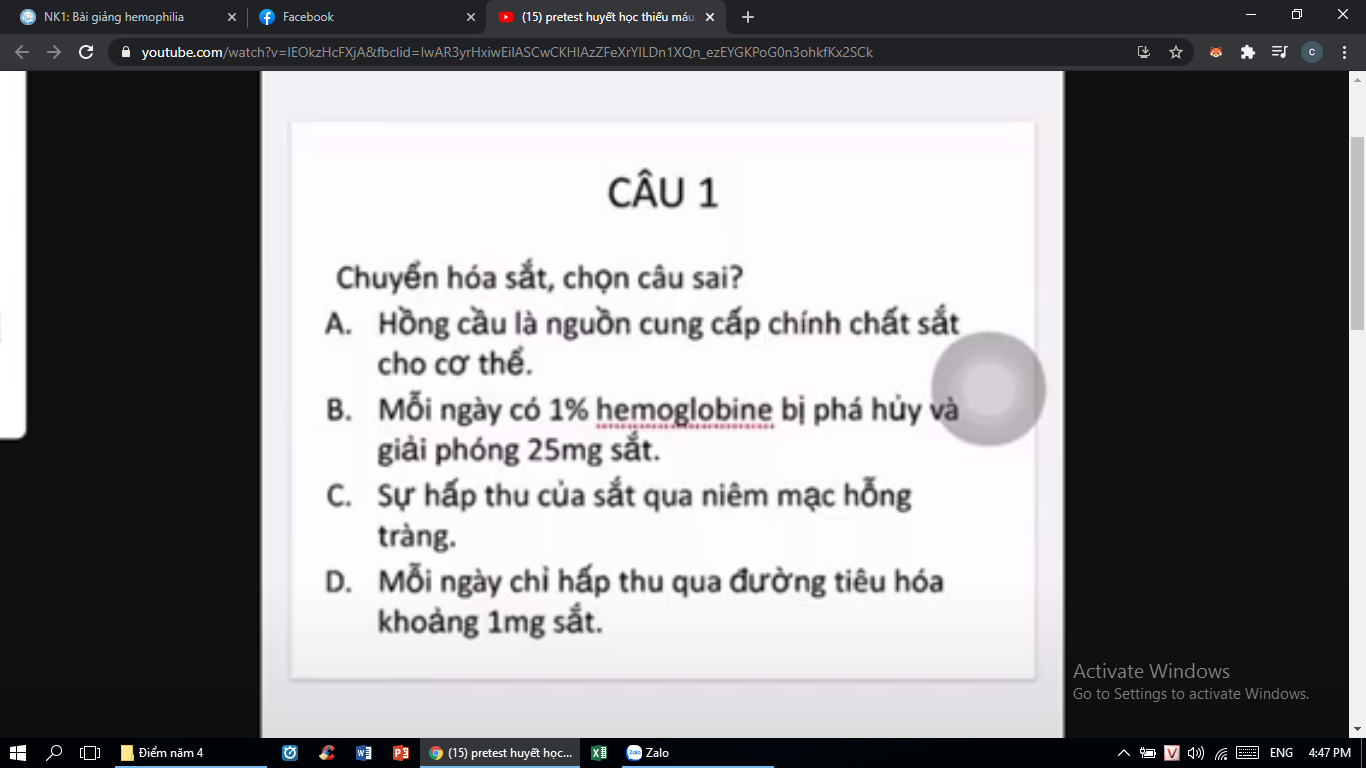 NK1: Bài giảng hemophilia
Facebook
(15) pretest huyết học thiếu máu
youtube.com/watch?v=IEOkzHcFXjA&fbclid=IwAR3yrHxiwEilASCwCKHIAzZFeXrYILDn1XQn_ezEYGKPoG0n3ohkfKx2SCk
c
CÂU 1
Chuyển hóa sắt, chọn câu sai?
A. Hồng cầu là nguồn cung cấp chính chất sắt
cho cơ thể.
B. Mỗi ngày có 1% hemoglobine bị phá hủy và
giải phóng 25mg sắt.
C. Sự hấp thu của sắt qua niêm mạc hỗng
tràng.
D. Mỗi ngày chỉ hấp thu qua đường tiêu hóa
khoảng 1mg sắt.
Activate Windows
Go to Settings to activate Windows.
Điểm năm 4
(15) pretest huyết học...
Zalo
ENG
4:47 PM